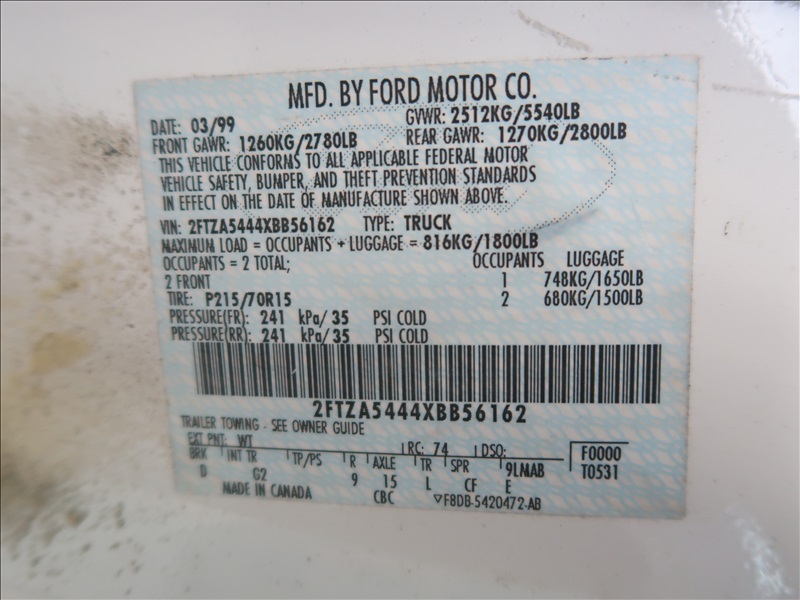 MFD. BY FORD MOTOR CO.
DATE: 03/99 GVWR: 2512KG/5540LB
FRONT GAWR: 1260KG/2780LB REAR GAWR: 1270KG/2800LB
THIS VEHICLE CONFORMS TO ALL APPLICABLE FEDERAL MOTOR
VEHICLE SAFETY, BUMPER, AND THEFT PREVENTION STANDARDS
IN EFFECT ON THE DATE OF MANUFACTURE SHOWN ABOVE.
VIN: 2FTZA5444XBB56162 TYPE: TRUCK
MAXIMUM LOAD = OCCUPANTS + LUGGAGE = 816KG/1800LB
OCCUPANTS = 2 TOTAL; OCCUPANTS LUGGAGE
2 FRONT 1 748KG/1650LB
TIRE: P215/70R15 2 680KG/1500LB
PRESSURE(FR): 241 kPa/ 35 PSI COLD
PRESSURE(RR): 241 kPa/ 35 PSI COLD
2FTZA5444XBB56162
TRAILER TOWING - SEE OWNER GUIDE
EXT PNT: WT RC: 74 DSO: F0000
BRK INT TR TP/PS R AXLE TR SPR 9LMAB T0531
D G2 9 15 L CF E
MADE IN CANADA CBC ▽F8DB-5420472-AB